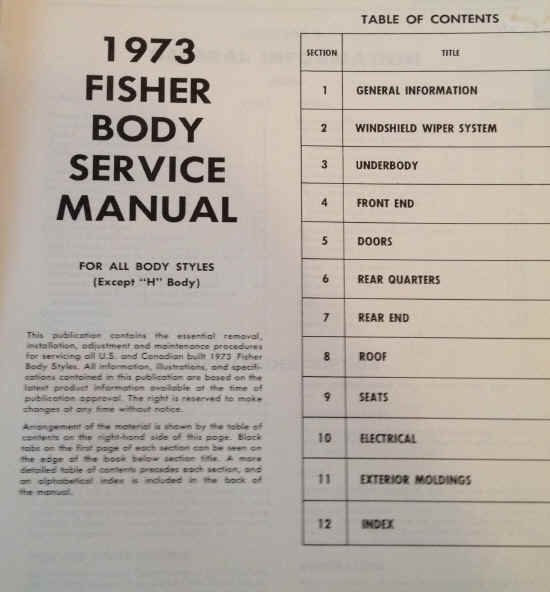 1973
FISHER
BODY
SERVICE
MANUAL
FOR ALL BODY STYLES
(Except "H" Body)
This publication contains the essential removal,
installation, adjustment and maintenance procedures
for servicing all U.S. and Canadian built 1973 Fisher
Body Styles. All information, illustrations, and specifi-
cations contained in this publication are based on the
latest product information available at the time of
publication approval. The right is reserved to make
changes at any time without notice.
Arrangement of the material is shown by the table of
contents on the right-hand side of this page. Black
tabs on the first page of each section can be seen on
the edge of the book below section title. A more
detailed table of contents precedes each section, and
an alphabetical index is included in the back of
the manual.
TABLE OF CONTENTS
SECTION TITLE
1 GENERAL INFORMATION
2 WINDSHIELD WIPER SYSTEM
3 UNDERBODY
4 FRONT END
5 DOORS
6 REAR QUARTERS
7 REAR END
8 ROOF
9 SEATS
10 ELECTRICAL
11 EXTERIOR MOLDINGS
12 INDEX